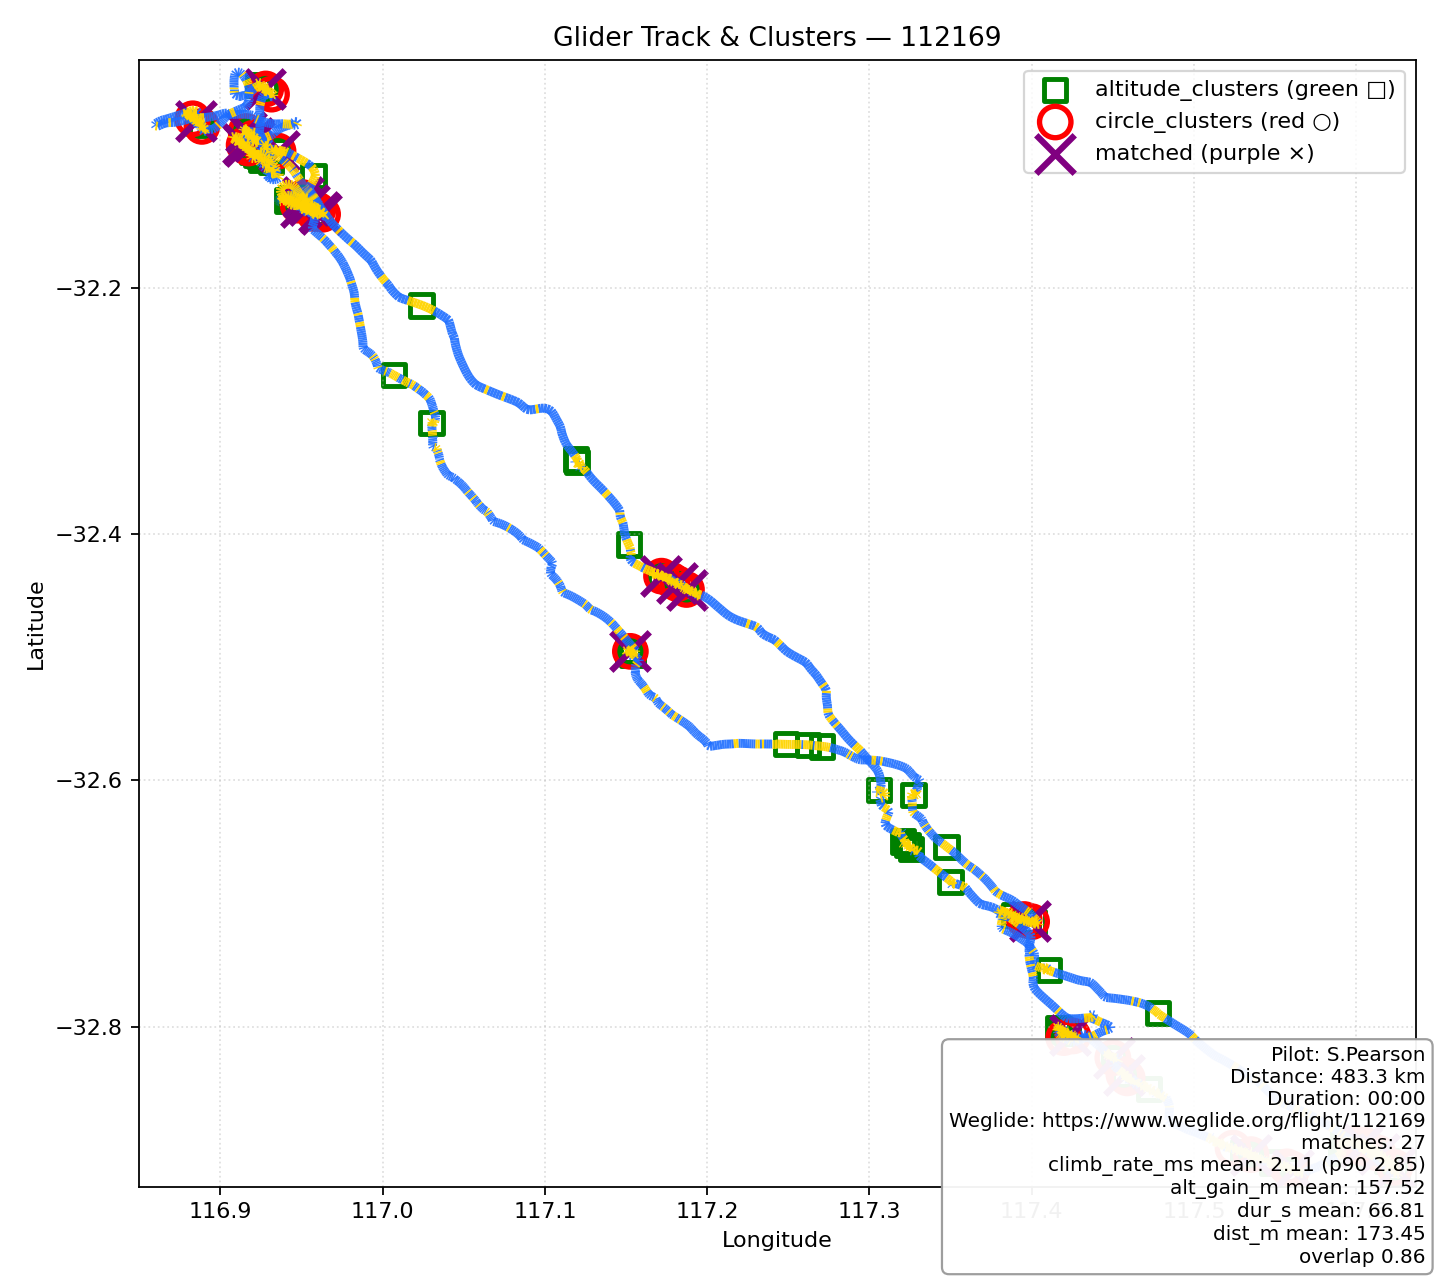 Glider Track & Clusters — 112169
altitude_clusters (green □)
circle_clusters (red ○)
matched (purple ×)
Latitude
−32.2
−32.4
−32.6
−32.8
116.9
117.0
117.1
117.2
117.3
117.4
117.5
Longitude
Pilot: S.Pearson
Distance: 483.3 km
Duration: 00:00
Weglide: https://www.weglide.org/flight/112169
matches: 27
climb_rate_ms mean: 2.11 (p90 2.85)
alt_gain_m mean: 157.52
dur_s mean: 66.81
dist_m mean: 173.45
overlap 0.86